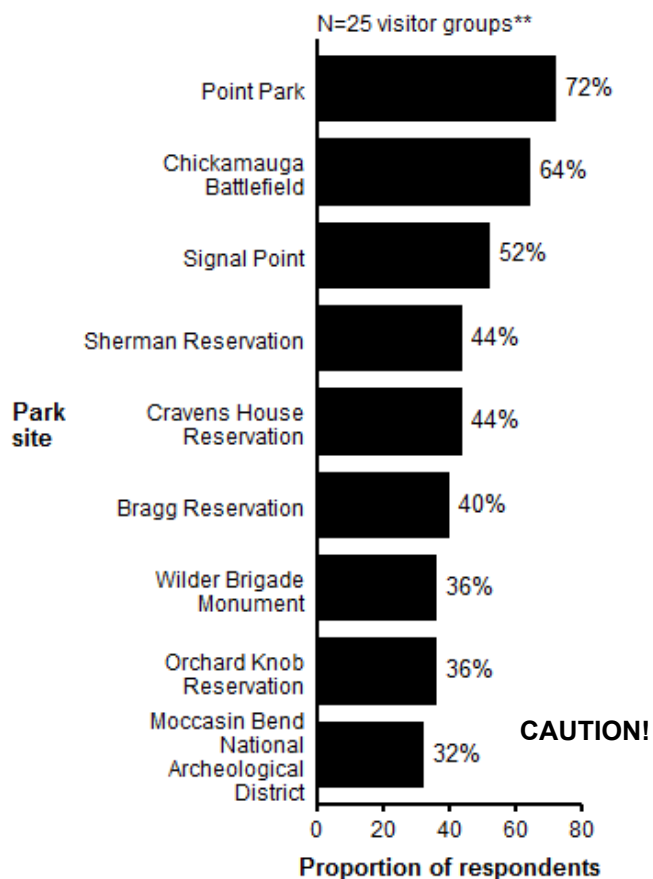 N=25 visitor groups**
Point Park
72%
Chickamauga
Battlefield
64%
Signal Point
52%
Sherman Reservation
44%
Park
site
Cravens House
Reservation
44%
Bragg Reservation
40%
Wilder Brigade
Monument
36%
Orchard Knob
Reservation
36%
Moccasin Bend
National
Archeological
District
32%
CAUTION!
0 20 40 60 80
Proportion of respondents